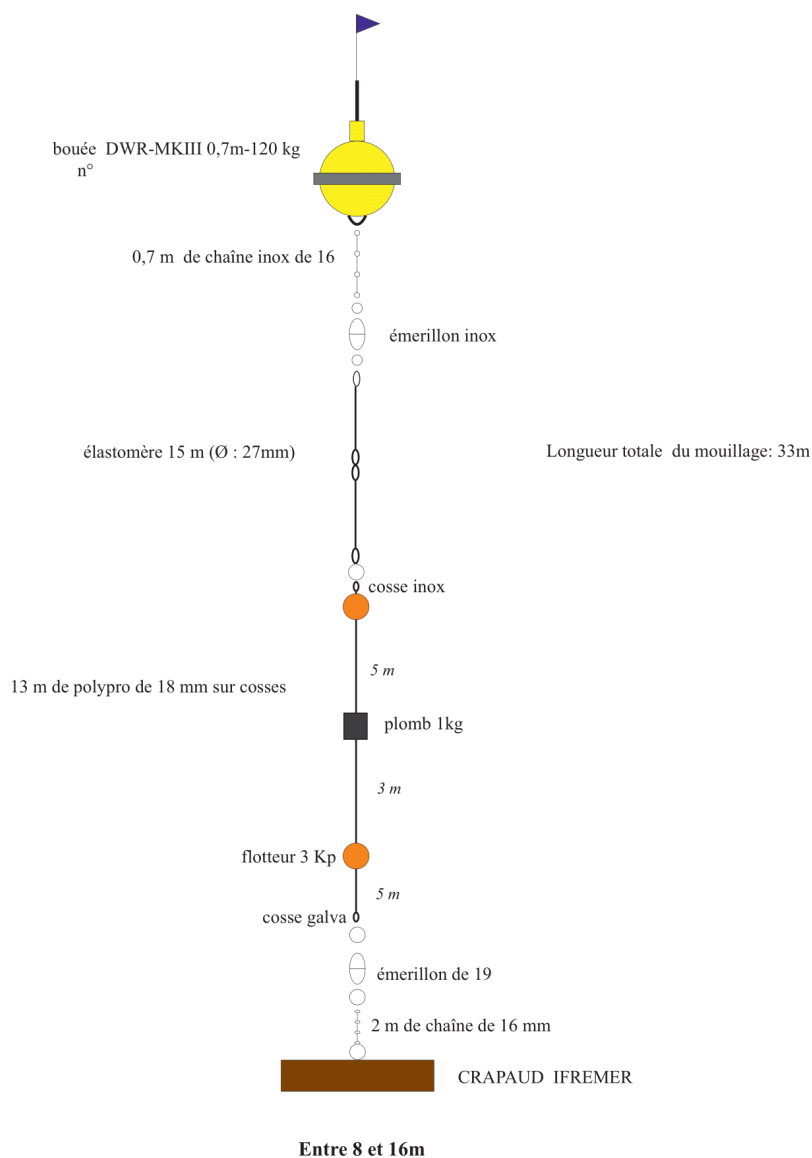 bouée DWR-MKIII 0,7m-120 kg
n°
0,7 m de chaîne inox de 16
émerillon inox
élastomère 15 m (Ø : 27mm)
Longueur totale du mouillage: 33m
cosse inox
5 m
13 m de polypro de 18 mm sur cosses
plomb 1kg
3 m
flotteur 3 Kp
5 m
cosse galva
émerillon de 19
2 m de chaîne de 16 mm
CRAPAUD IFREMER
Entre 8 et 16m